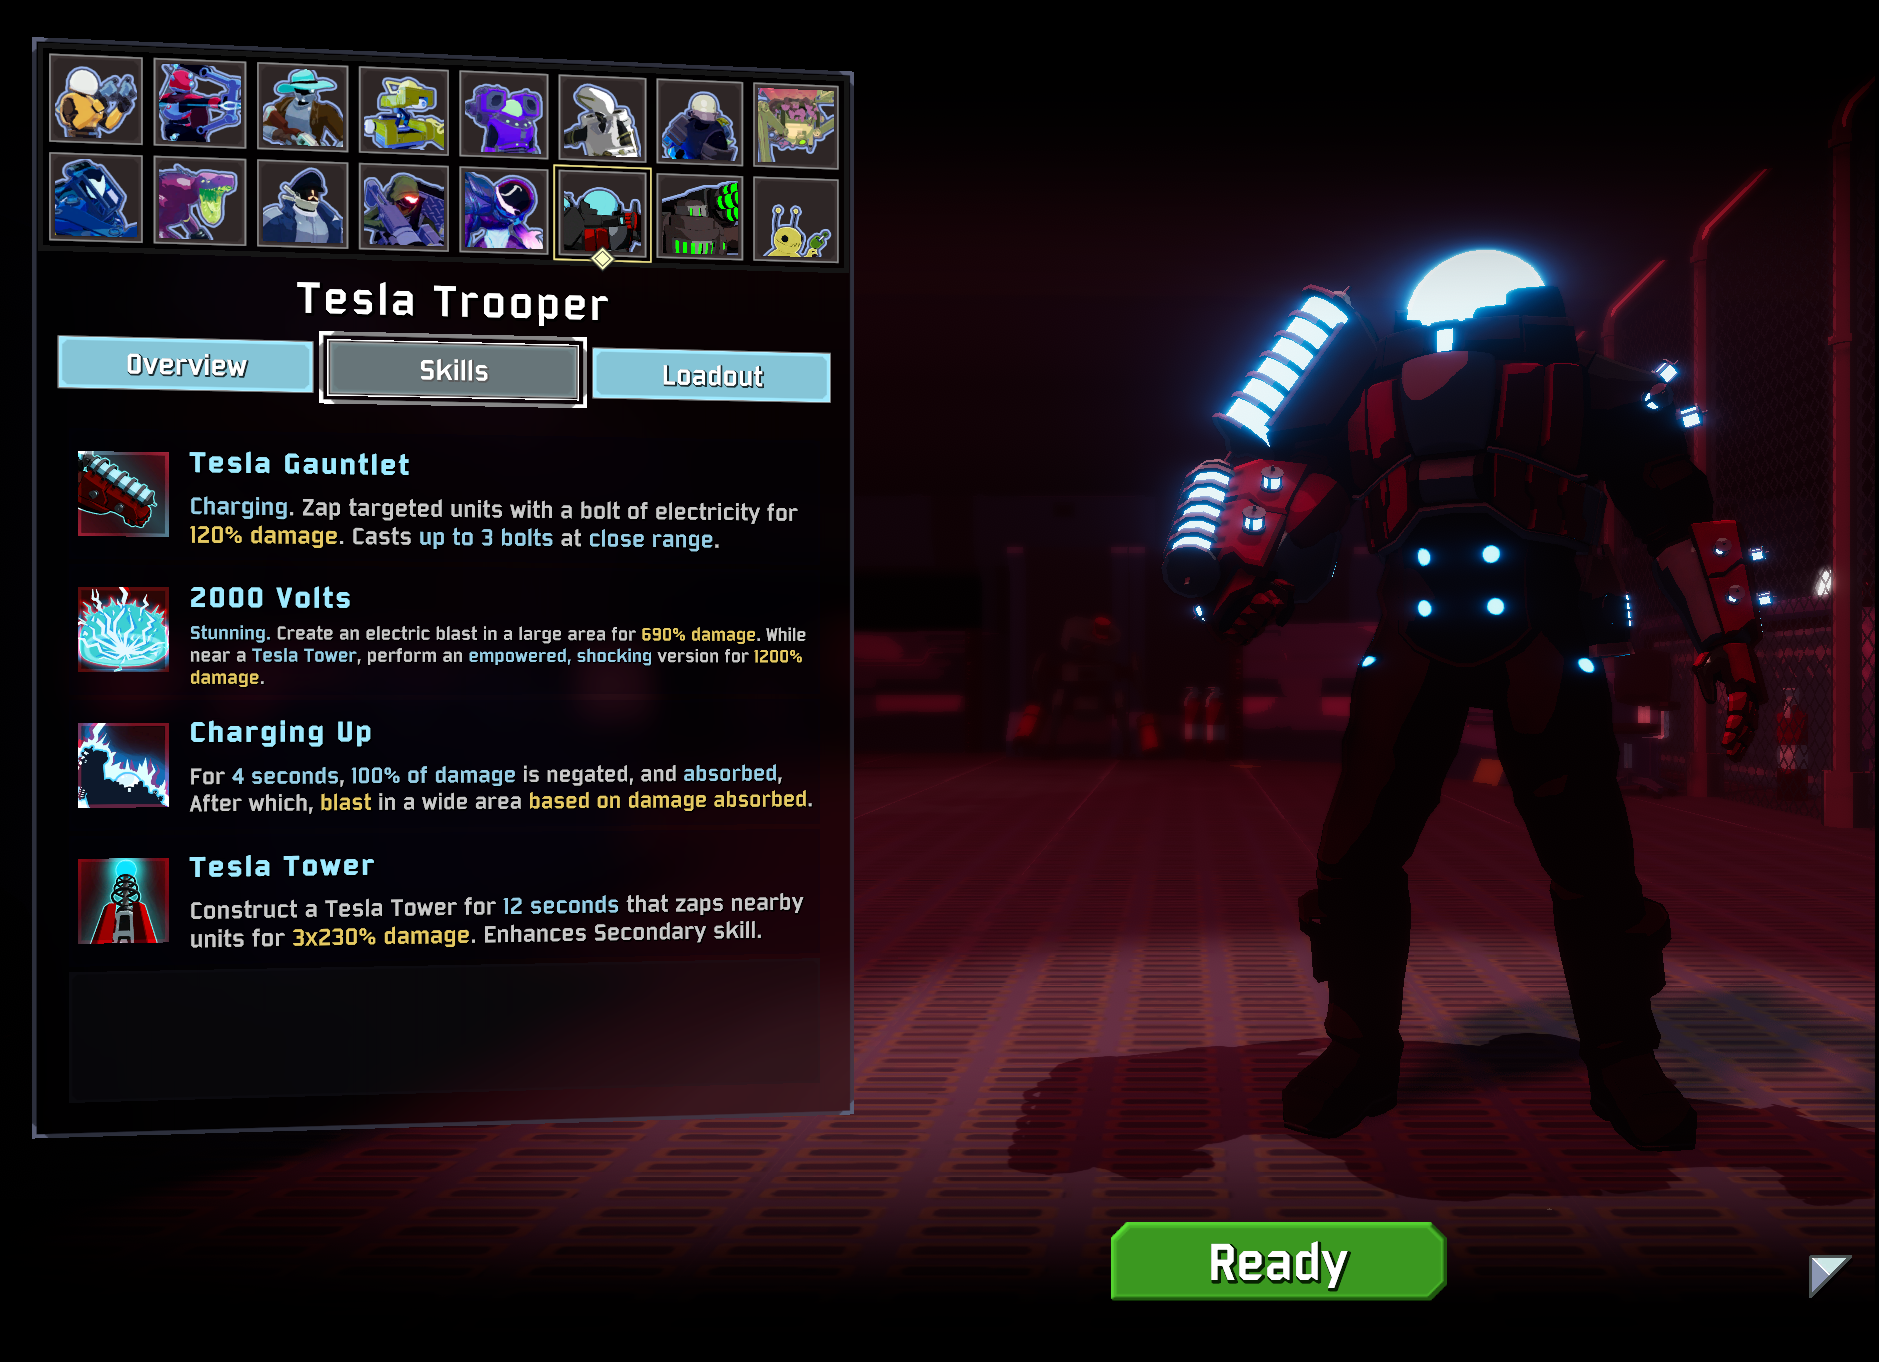 Tesla Trooper
Overview
Skills
Loadout
Tesla Gauntlet
Charging. Zap targeted units with a bolt of electricity for
120% damage. Casts up to 3 bolts at close range.
2000 Volts
Stunning. Create an electric blast in a large area for 690% damage. While
near a Tesla Tower, perform an empowered, shocking version for 1200%
damage.
Charging Up
For 4 seconds, 100% of damage is negated, and absorbed,
After which, blast in a wide area based on damage absorbed.
Tesla Tower
Construct a Tesla Tower for 12 seconds that zaps nearby
units for 3x230% damage. Enhances Secondary skill.
Ready